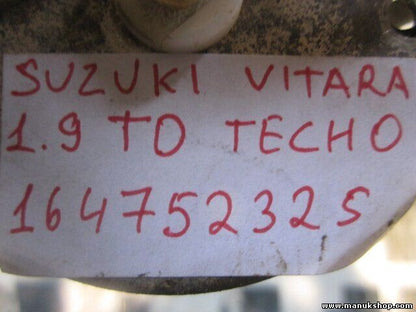 SUZUKI VITARA
1.9 TD TECHO
164752325
www.manukshop.com